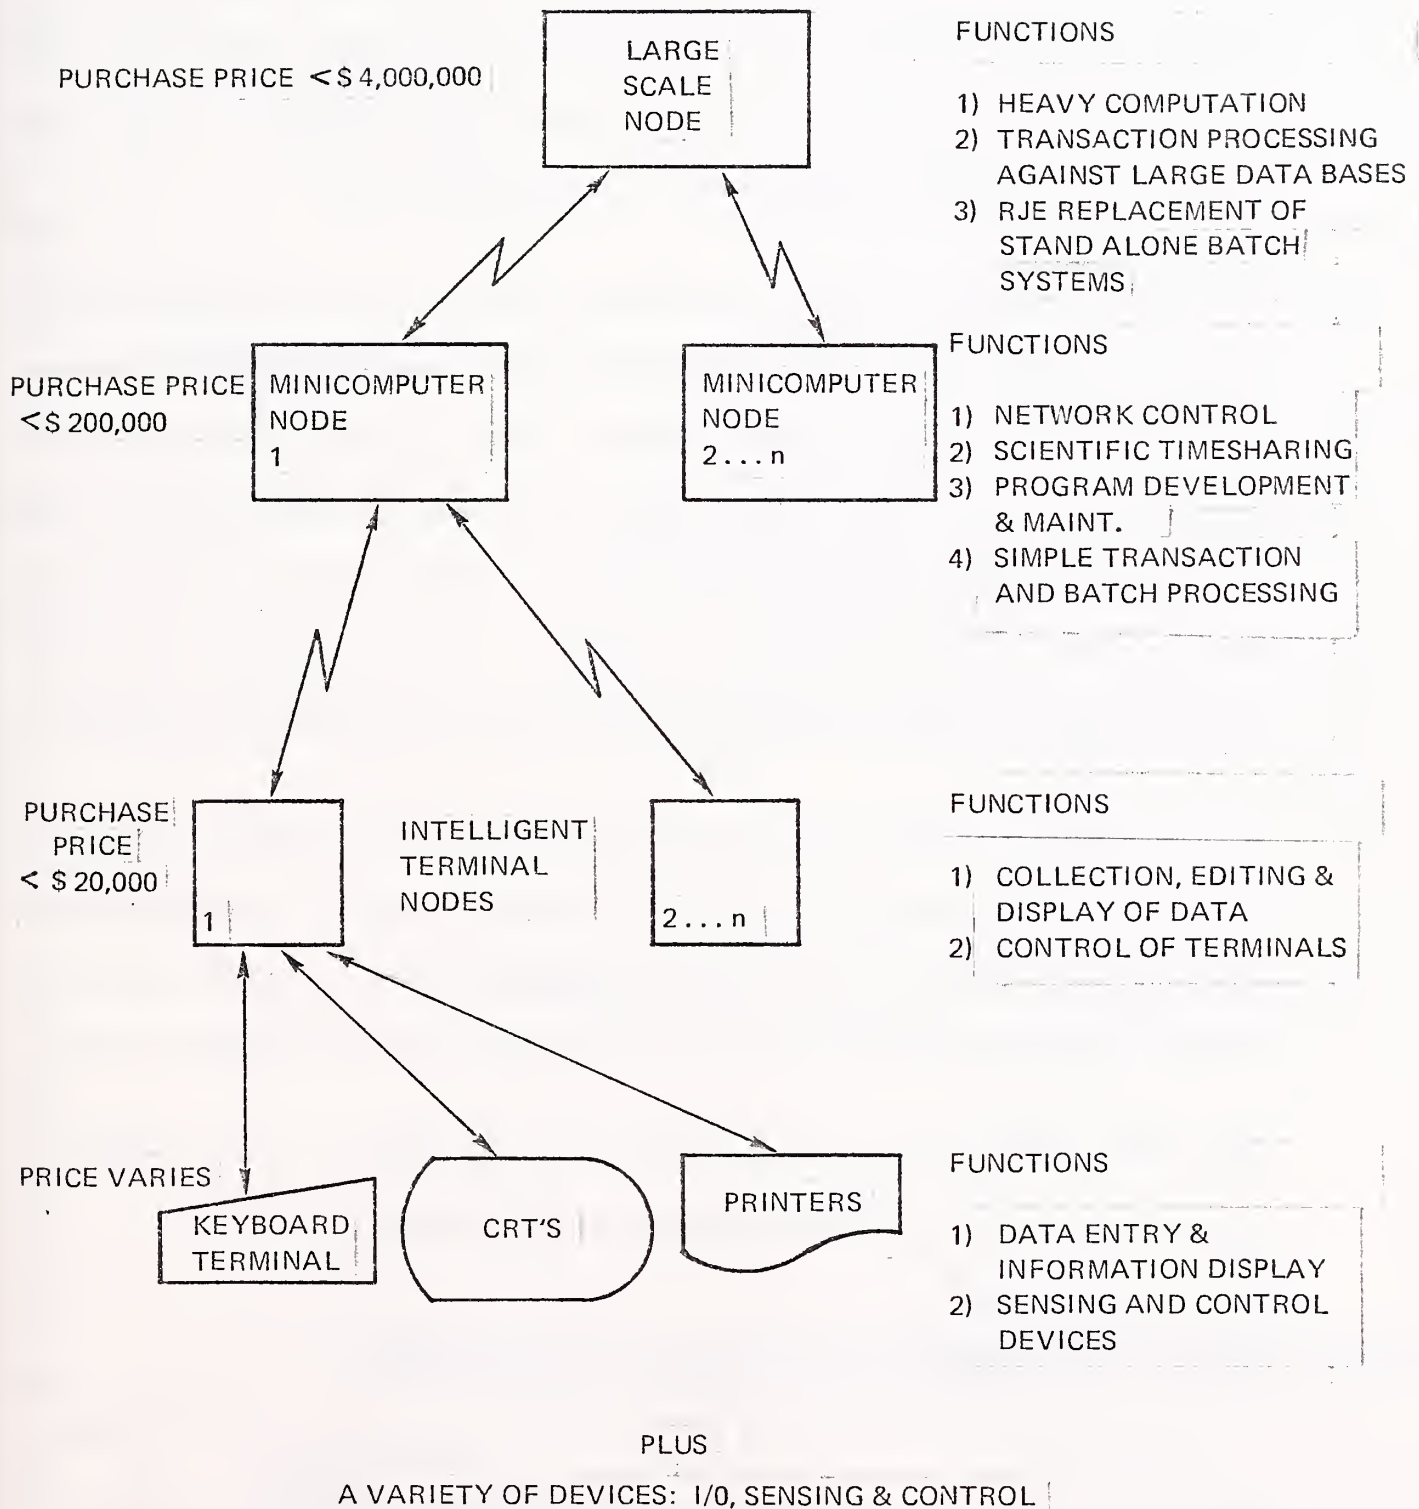 PURCHASE PRICE <$ 4,000,000
LARGE
SCALE
NODE
FUNCTIONS
1) HEAVY COMPUTATION
2) TRANSACTION PROCESSING
AGAINST LARGE DATA BASES
3) RJE REPLACEMENT OF
STAND ALONE BATCH
SYSTEMS
PURCHASE PRICE
<$ 200,000
MINICOMPUTER
NODE
1
MINICOMPUTER
NODE
2...n
FUNCTIONS
1) NETWORK CONTROL
2) SCIENTIFIC TIMESHARING
3) PROGRAM DEVELOPMENT
& MAINT.
4) SIMPLE TRANSACTION
AND BATCH PROCESSING
PURCHASE
PRICE
< $ 20,000
1
INTELLIGENT
TERMINAL
NODES
2...n
FUNCTIONS
1) COLLECTION, EDITING &
DISPLAY OF DATA
2) CONTROL OF TERMINALS
PRICE VARIES
KEYBOARD
TERMINAL
CRT'S
PRINTERS
FUNCTIONS
1) DATA ENTRY &
INFORMATION DISPLAY
2) SENSING AND CONTROL
DEVICES
PLUS
A VARIETY OF DEVICES: I/0, SENSING & CONTROL